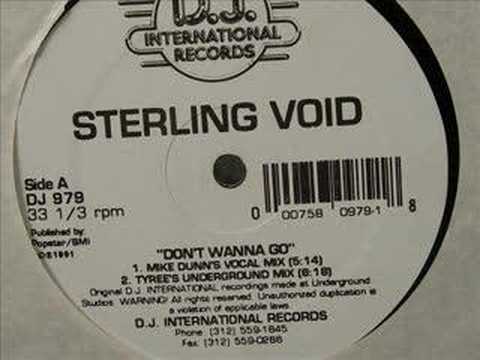 D.J.
INTERNATIONAL
RECORDS
STERLING VOID
Side A
DJ 979
33 1/3 rpm
Published by:
Popstar/BMI
℗©1991
0 00758 0979-1 8
"DON'T WANNA GO"
1. MIKE DUNN'S VOCAL MIX (5:14)
2. TYREE'S UNDERGROUND MIX (6:18)
Original D.J. INTERNATIONAL recordings made at Underground
Studios. WARNING! All rights reserved. Unauthorized duplication is
a violation of applicable laws.
D.J. INTERNATIONAL RECORDS
Phone (312) 559-1845
Fax (312) 559-0286